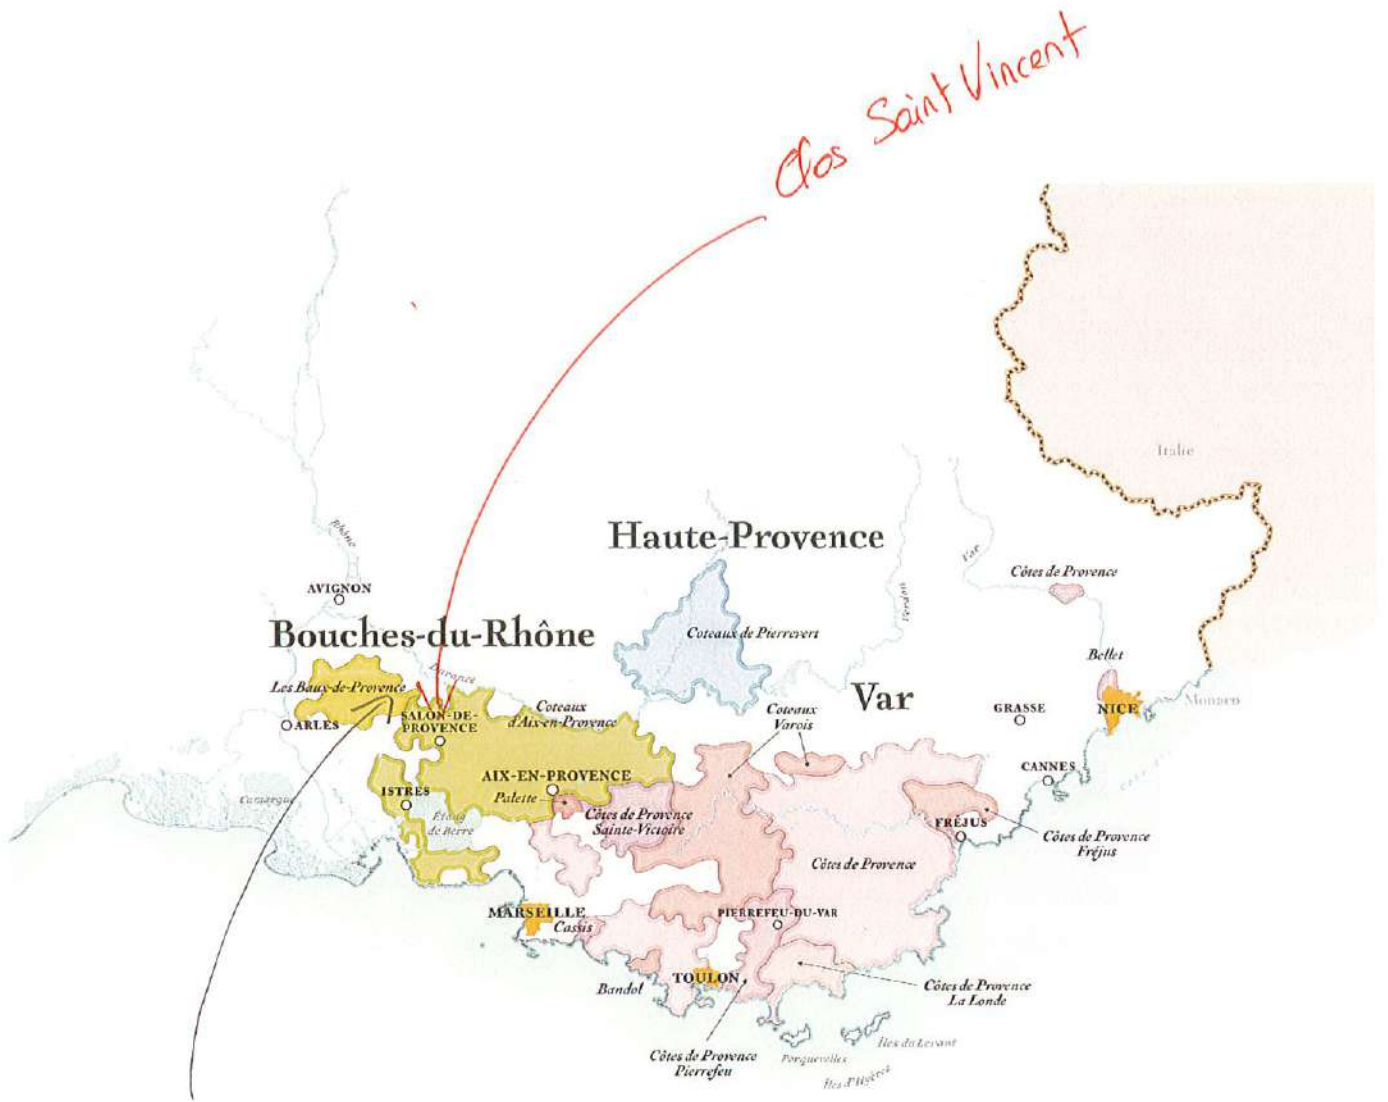 Clos Saint Vincent
Italie
Haute-Provence
Rhône
Var
Verdon
AVIGNON
Côtes de Provence
Bouches-du-Rhône
Coteaux de Pierrevert
Durance
Bellet
Les Baux-de-Provence
Var
Monaco
NICE
GRASSE
Coteaux
Varois
Coteaux
d'Aix-en-Provence
SALON-DE-
PROVENCE
ARLES
CANNES
AIX-EN-PROVENCE
ISTRES
Palette
Camargue
Étang
de Berre
Côtes de Provence
Sainte-Victoire
FRÉJUS
Côtes de Provence
Fréjus
Côtes de Provence
MARSEILLE
Cassis
PIERREFEU-DU-VAR
TOULON
Bandol
Côtes de Provence
La Londe
Îles du Levant
Côtes de Provence
Pierrefeu
Porquerolles
Îles d'Hyères